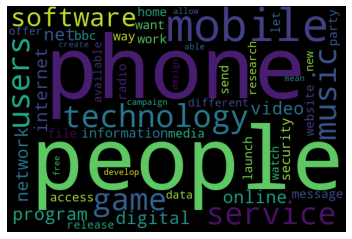 software
home
want
let
mobile
net
bbc
way
work
allow
able
offer
create
party
users
internet
phone
available
radio
send
research
design
new
music
technology
different
campaign
mean
website
video
file
information
media
network
people
launch
watch
security
free
develop
game
access
data
online
message
program
digital
service
release